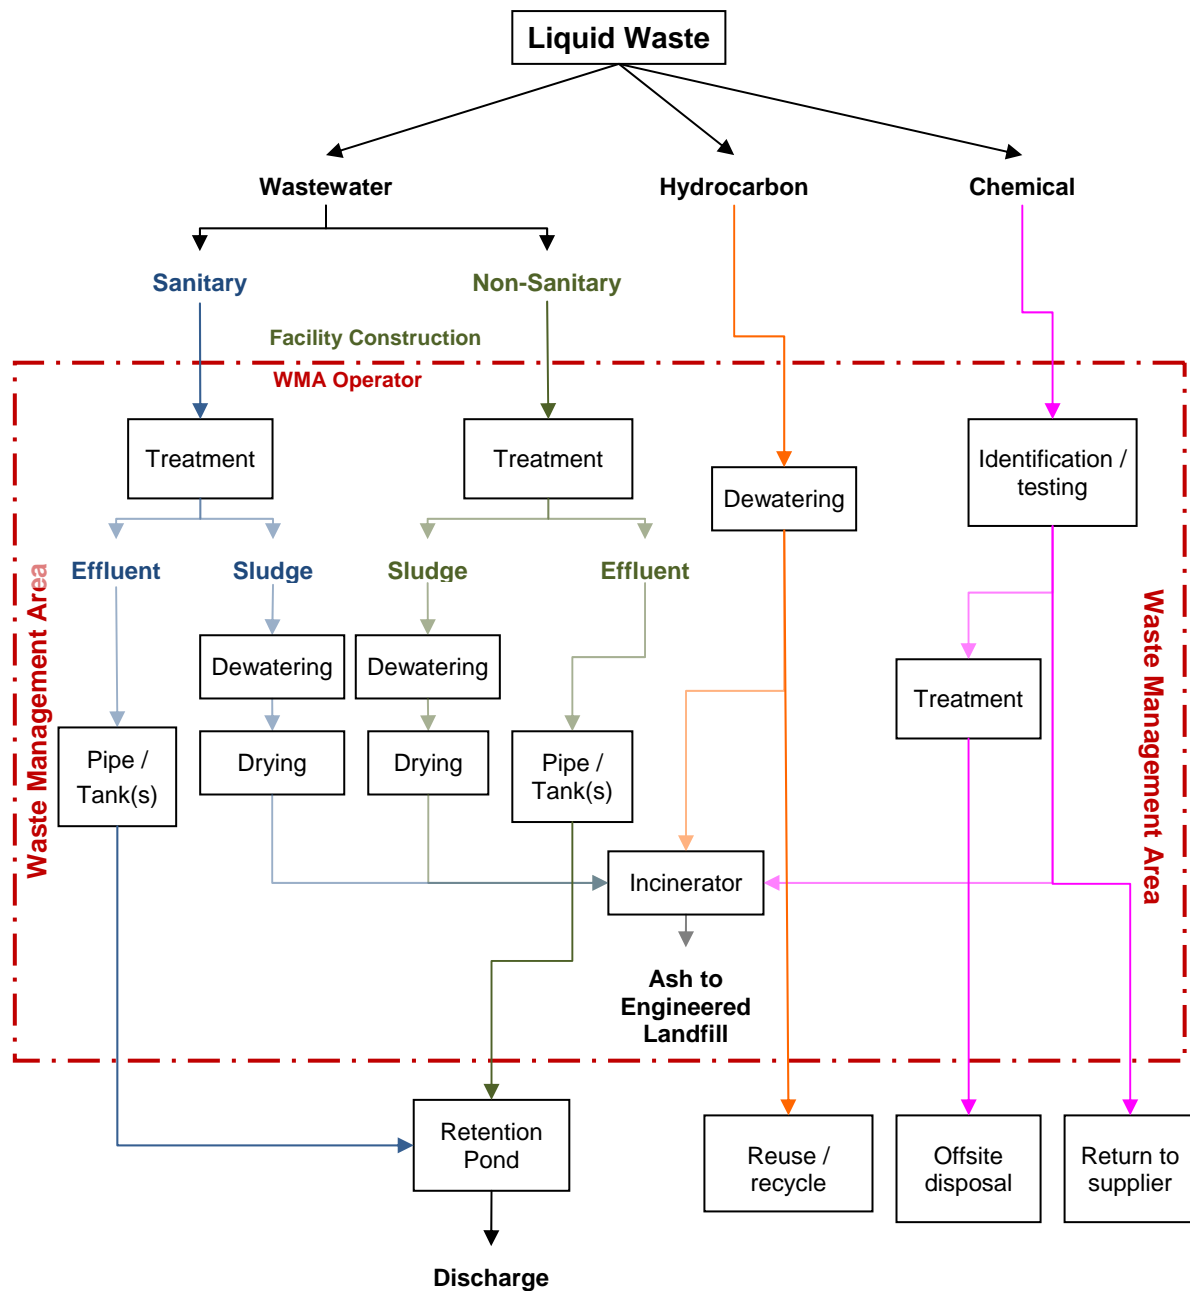 Liquid Waste
Wastewater
Hydrocarbon
Chemical
Sanitary
Non-Sanitary
Facility Construction
WMA Operator
Treatment
Treatment
Dewatering
Identification /
testing
Effluent
Sludge
Sludge
Effluent
Waste Management Area
Waste Management Area
Dewatering
Dewatering
Treatment
Pipe /
Tank(s)
Drying
Drying
Pipe /
Tank(s)
Incinerator
Ash to
Engineered
Landfill
Retention
Pond
Reuse /
recycle
Offsite
disposal
Return to
supplier
Discharge